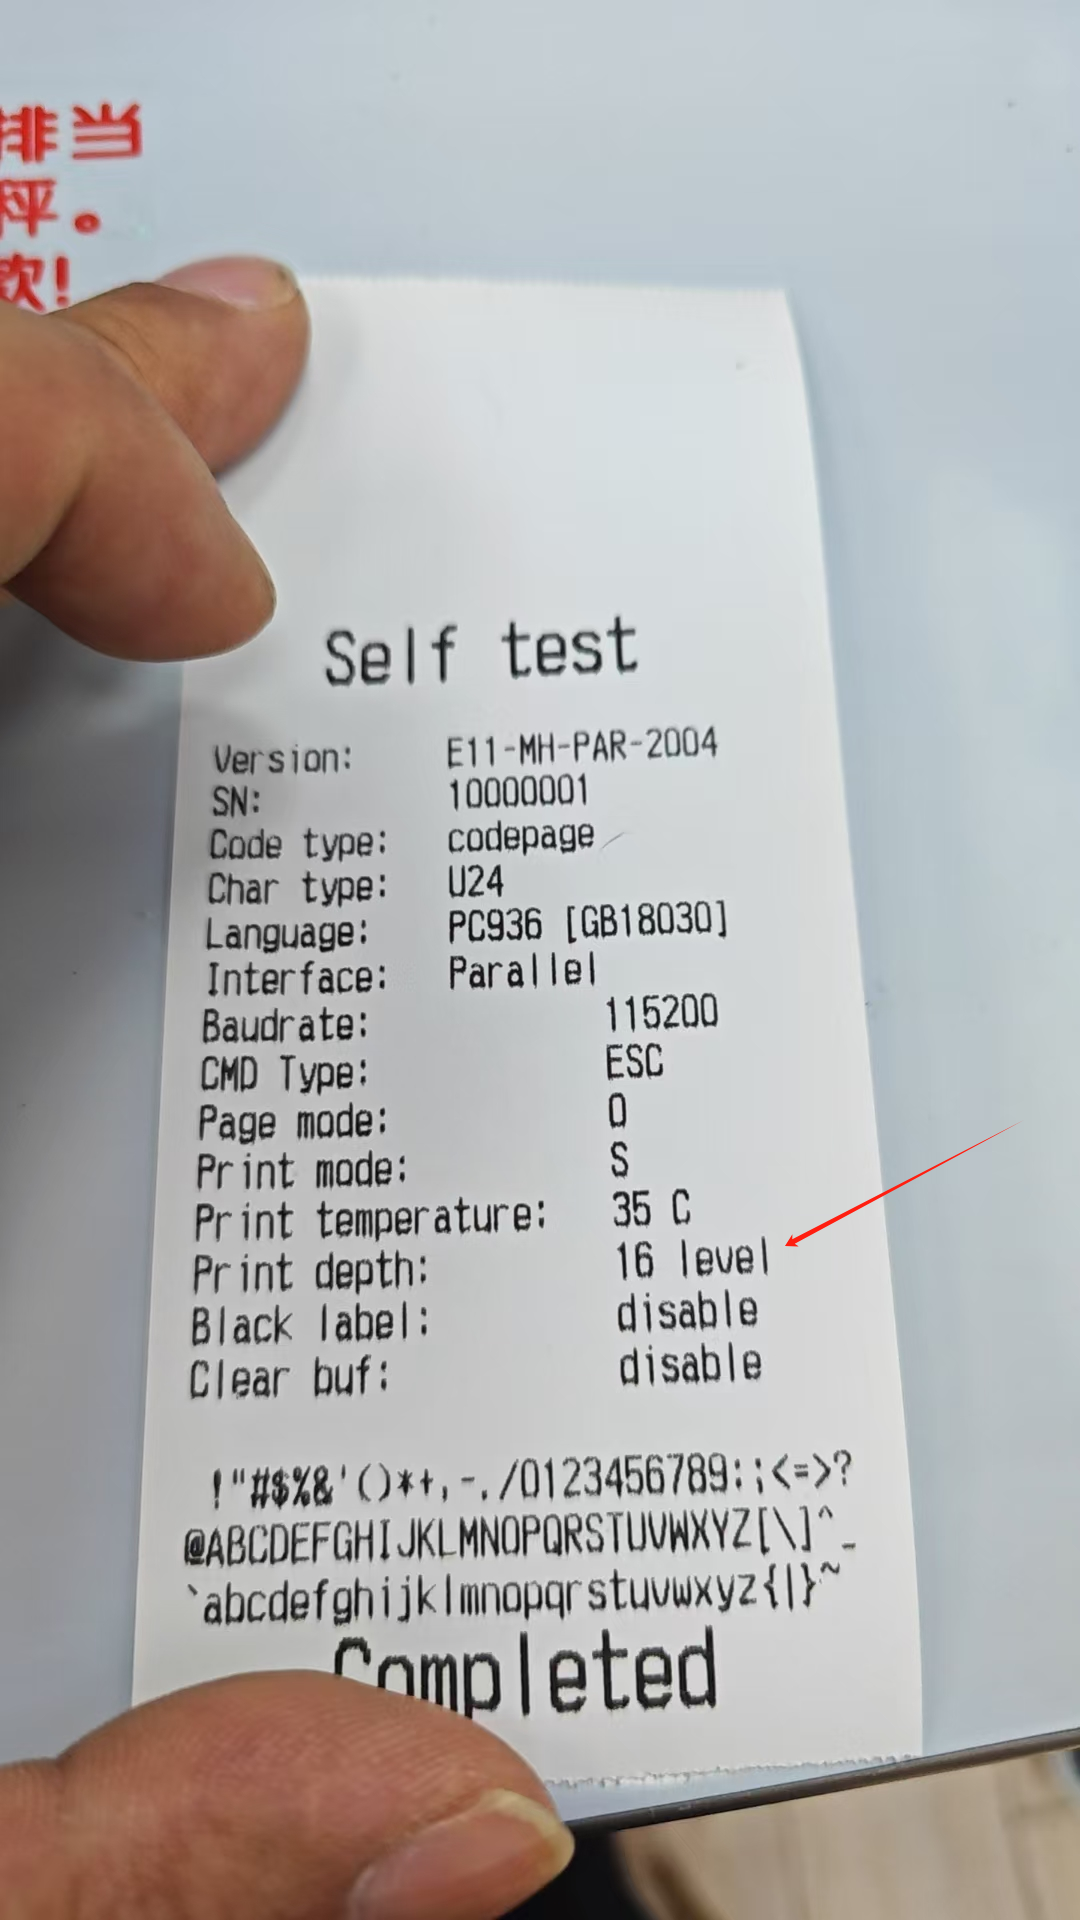 排当
秤。
款!
Self test
Version: E11-MH-PAR-2004
SN: 10000001
Code type: codepage
Char type: U24
Language: PC936 [GB18030]
Interface: Parallel
Baudrate: 115200
CMD Type: ESC
Page mode: 0
Print mode: S
Print temperature: 35 C
Print depth: 16 level
Black label: disable
Clear buf: disable
!"#$%&'()*+,-./0123456789:;<=>?
@ABCDEFGHIJKLMNOPQRSTUVWXYZ[\]^_
`abcdefghijklmnopqrstuvwxyz{|}~
Completed